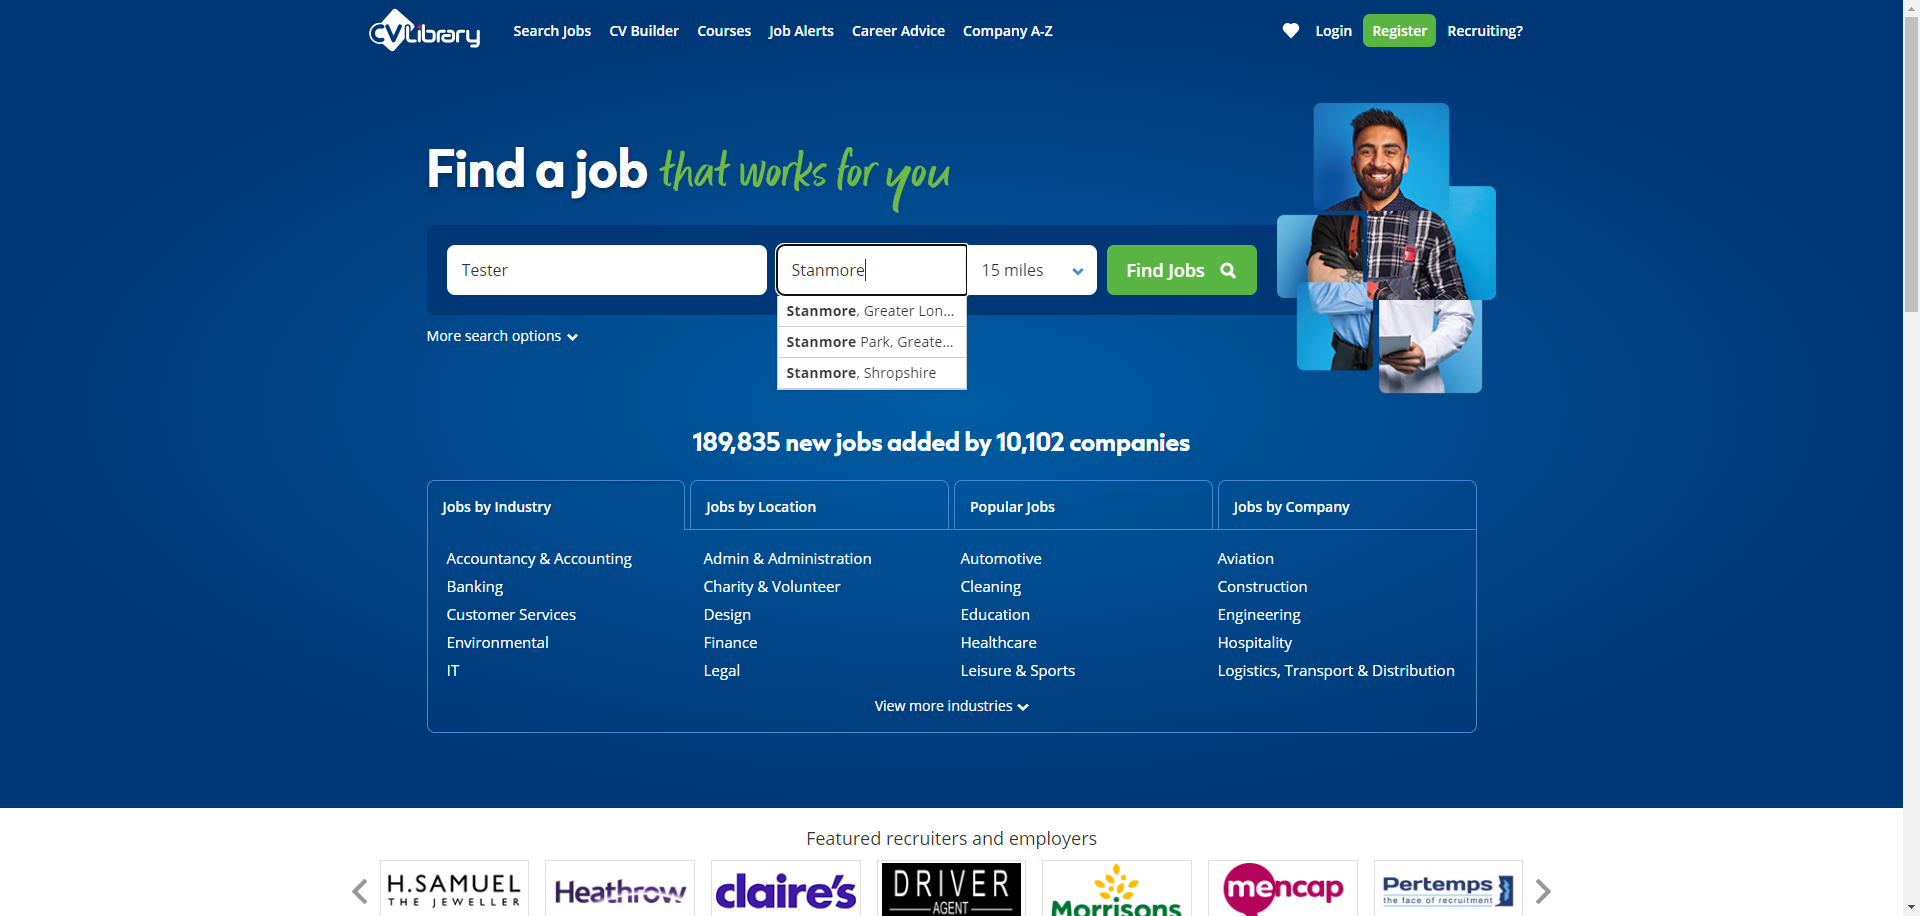 CV Library
Search Jobs CV Builder Courses Job Alerts Career Advice Company A-Z Login Register Recruiting?
Find a job that works for you
Tester Stanmore 15 miles Find Jobs
Stanmore, Greater Lon...
Stanmore Park, Greate...
Stanmore, Shropshire
More search options
189,835 new jobs added by 10,102 companies
Jobs by Industry Jobs by Location Popular Jobs Jobs by Company
Accountancy & Accounting Admin & Administration Automotive Aviation
Banking Charity & Volunteer Cleaning Construction
Customer Services Design Education Engineering
Environmental Finance Healthcare Hospitality
IT Legal Leisure & Sports Logistics, Transport & Distribution
View more industries
Featured recruiters and employers
H.SAMUEL
THE JEWELLER
Heathrow
claire's
DRIVER
AGENT
Morrisons
mencap
Pertemps
the face of recruitment